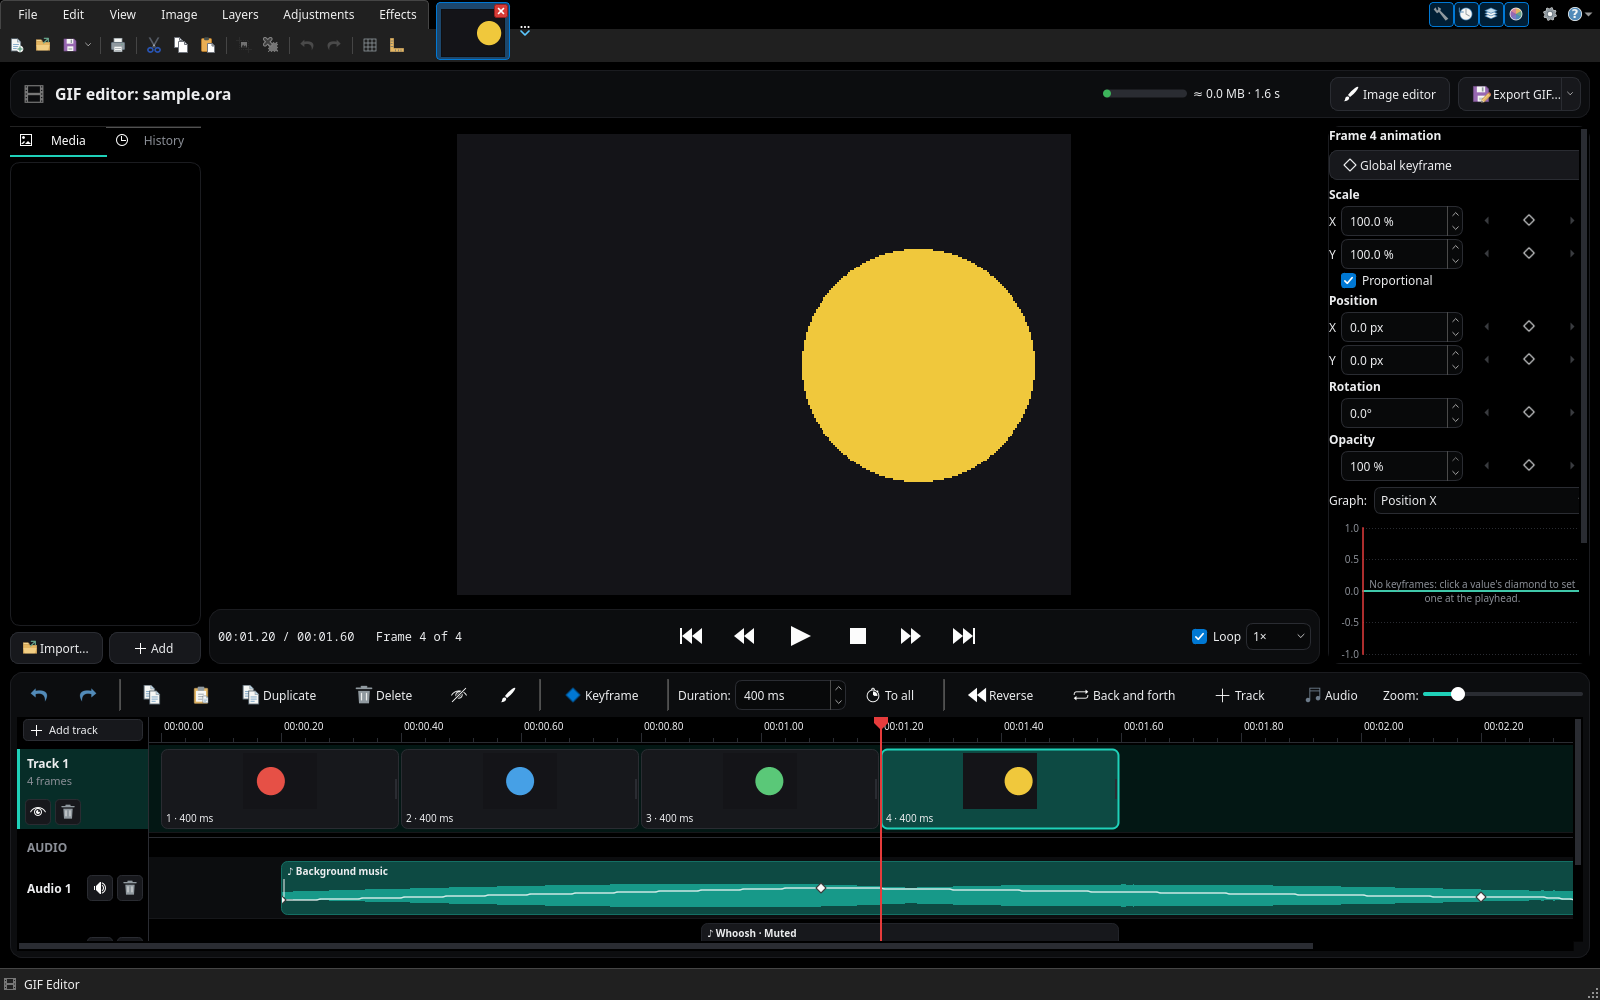 File Edit View Image Layers Adjustments Effects
GIF editor: sample.ora
≈ 0.0 MB · 1.6 s
Image editor
Export GIF...
Media
History
Import...
Add
00:01.20 / 00:01.60 Frame 4 of 4
Loop
1×
Frame 4 animation
Global keyframe
Scale
X 100.0 %
Y 100.0 %
Proportional
Position
X 0.0 px
Y 0.0 px
Rotation
0.0°
Opacity
100 %
Graph: Position X
1.0
0.5
0.0
-0.5
-1.0
No keyframes: click a value's diamond to set
one at the playhead.
Duplicate
Delete
Keyframe
Duration: 400 ms
To all
Reverse
Back and forth
Track
Audio
Zoom:
Add track
00:00.00 00:00.20 00:00.40 00:00.60 00:00.80 00:01.00 00:01.20 00:01.40 00:01.60 00:01.80 00:02.00 00:02.20
Track 1
4 frames
1 · 400 ms
2 · 400 ms
3 · 400 ms
4 · 400 ms
AUDIO
Audio 1
♪ Background music
♪ Whoosh · Muted
GIF Editor